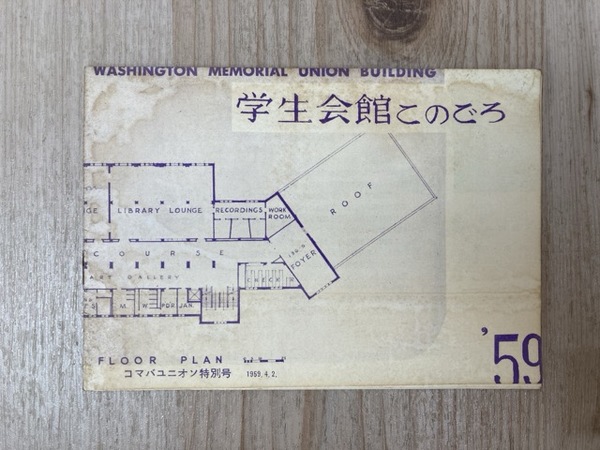 WASHINGTON MEMORIAL UNION BUILDING
学生会館このごろ
ROOF
LIBRARY LOUNGE
RECORDINGS
WORK ROOM
COURSE
FOYER
ART GALLERY
CHECK
M.
W.
JAN.
FLOOR PLAN
コマバユニオン特別号 1959.4.2.
'59